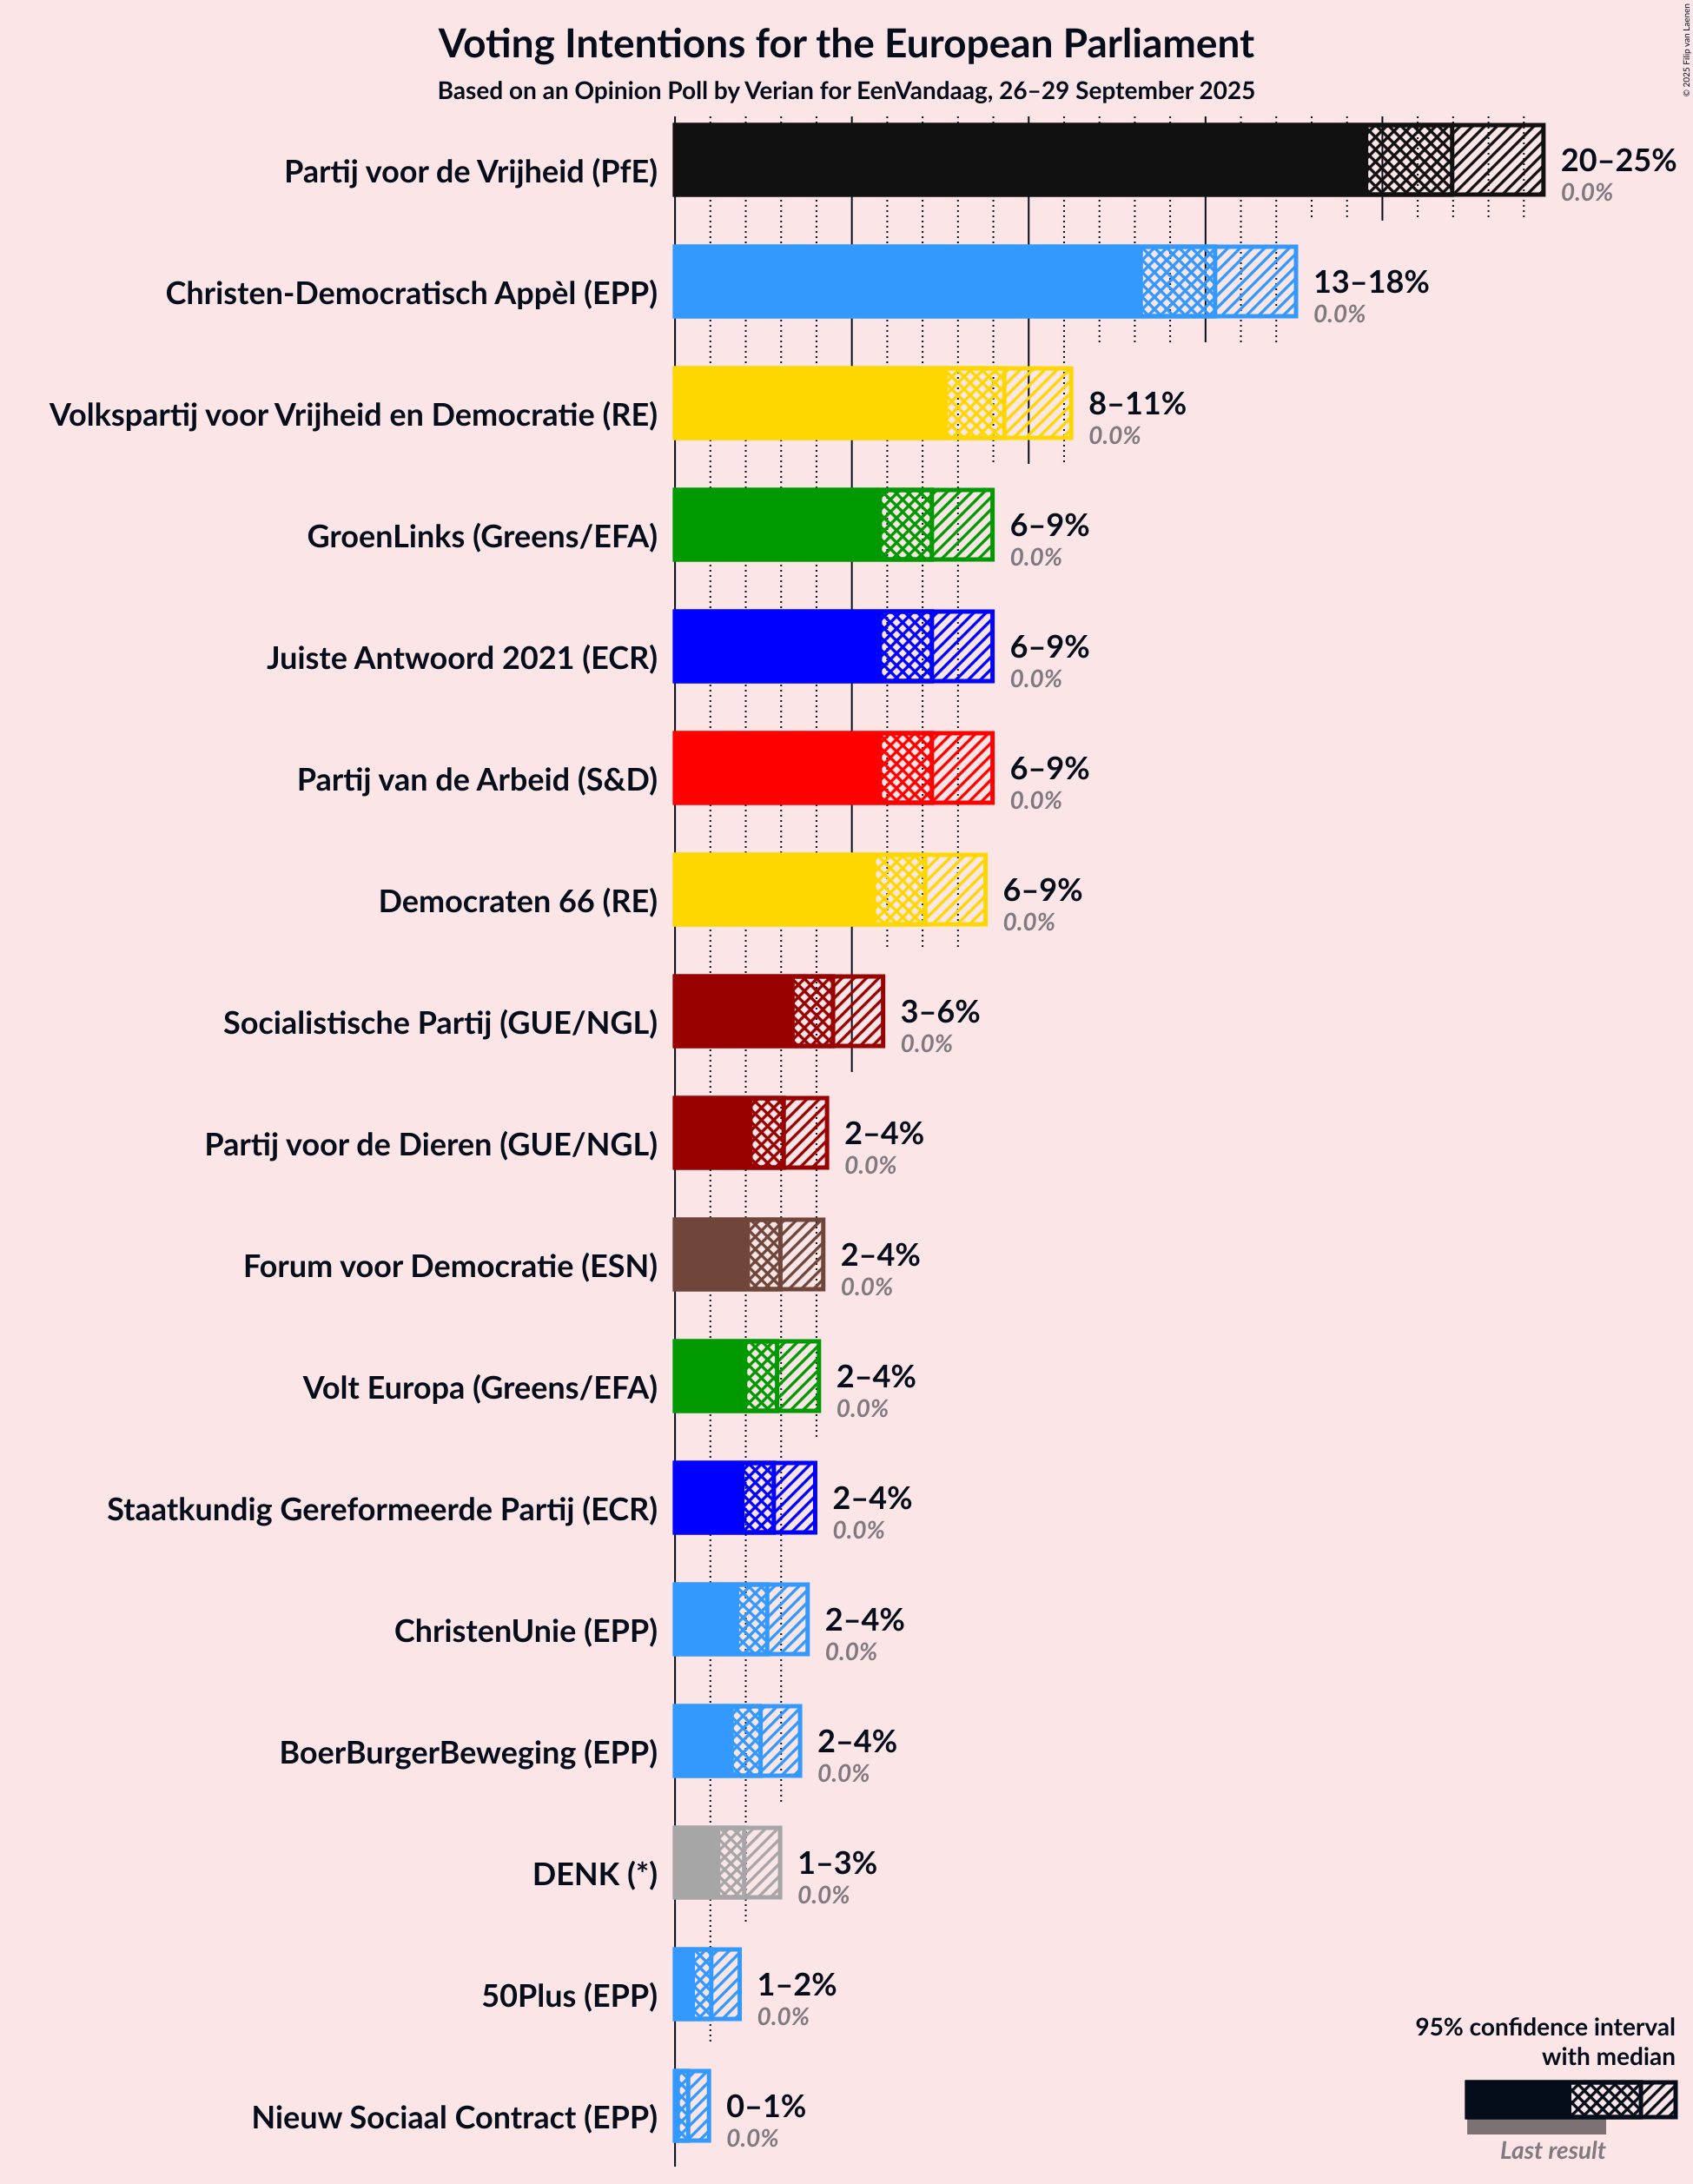 Voting Intentions for the European Parliament
Based on an Opinion Poll by Verian for EenVandaag, 26–29 September 2025
© 2025 Filip van Laenen
Partij voor de Vrijheid (PfE)
20–25%
0.0%
Christen-Democratisch Appèl (EPP)
13–18%
0.0%
Volkspartij voor Vrijheid en Democratie (RE)
8–11%
0.0%
GroenLinks (Greens/EFA)
6–9%
0.0%
Juiste Antwoord 2021 (ECR)
6–9%
0.0%
Partij van de Arbeid (S&D)
6–9%
0.0%
Democraten 66 (RE)
6–9%
0.0%
Socialistische Partij (GUE/NGL)
3–6%
0.0%
Partij voor de Dieren (GUE/NGL)
2–4%
0.0%
Forum voor Democratie (ESN)
2–4%
0.0%
Volt Europa (Greens/EFA)
2–4%
0.0%
Staatkundig Gereformeerde Partij (ECR)
2–4%
0.0%
ChristenUnie (EPP)
2–4%
0.0%
BoerBurgerBeweging (EPP)
2–4%
0.0%
DENK (*)
1–3%
0.0%
50Plus (EPP)
1–2%
0.0%
Nieuw Sociaal Contract (EPP)
0–1%
0.0%
95% confidence interval
with median
Last result